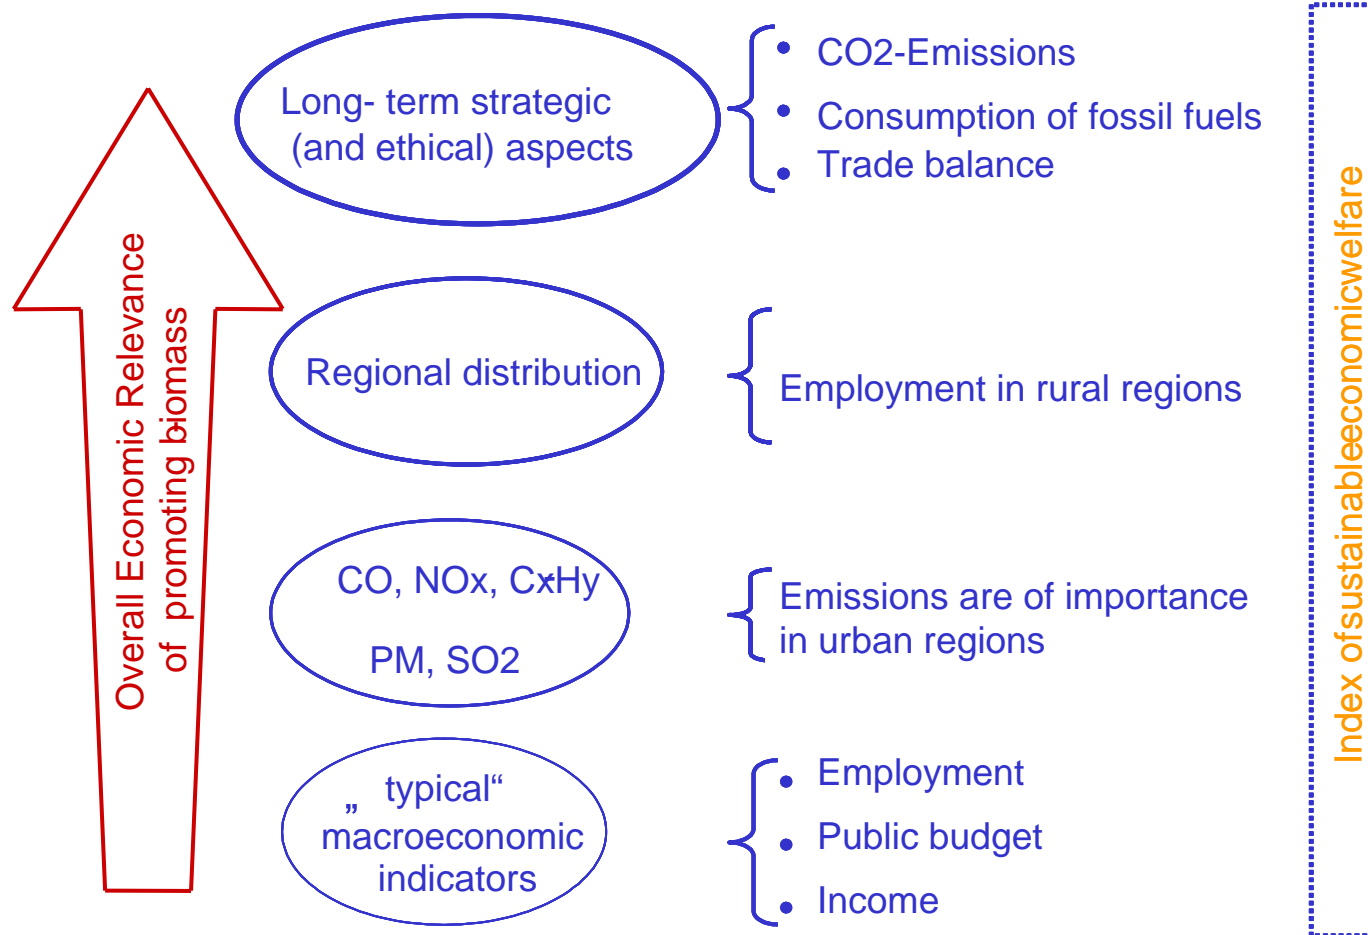 Long- term strategic
(and ethical) aspects
• CO2-Emissions
• Consumption of fossil fuels
• Trade balance
Overall Economic Relevance
of promoting biomass
Regional distribution
Employment in rural regions
CO, NOx, CxHy
PM, SO2
Emissions are of importance
in urban regions
„ typical“
macroeconomic
indicators
• Employment
• Public budget
• Income
Index ofsustainableeconomicwelfare